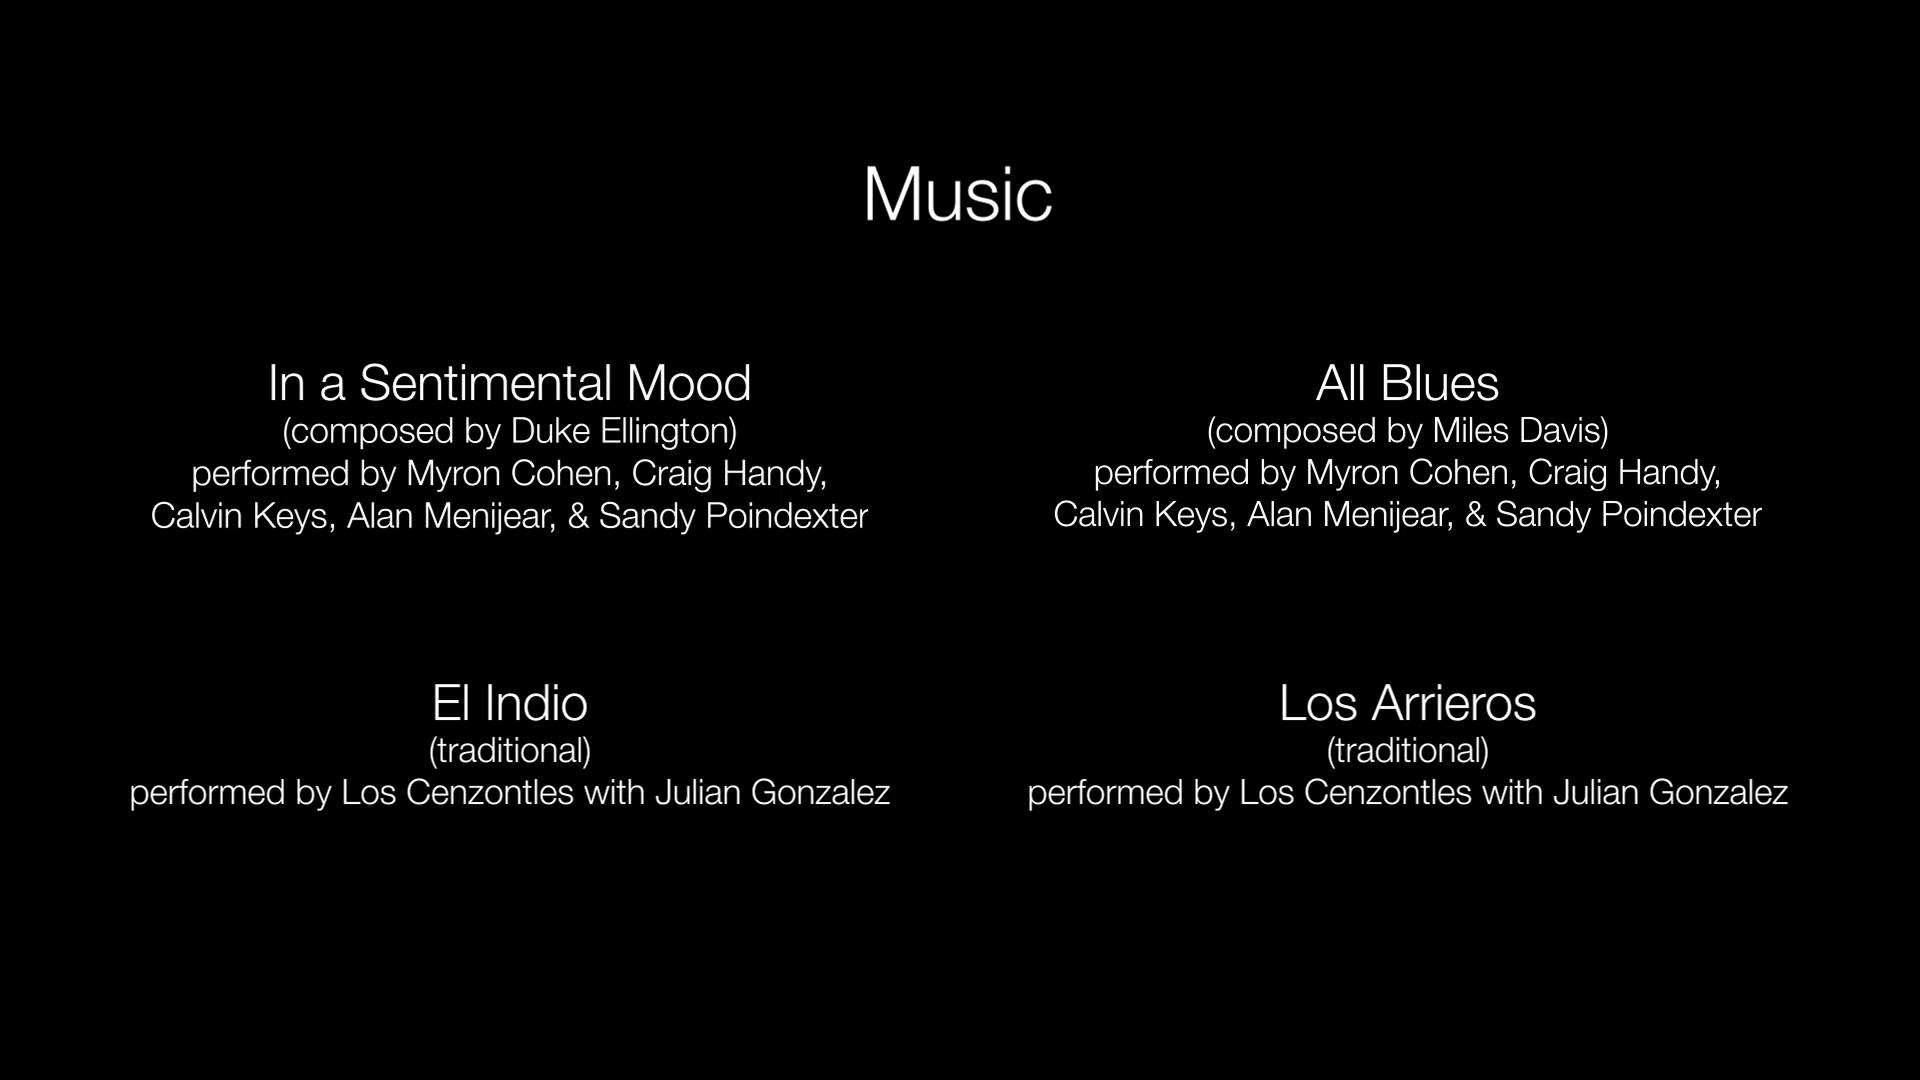 Music
In a Sentimental Mood
(composed by Duke Ellington)
performed by Myron Cohen, Craig Handy,
Calvin Keys, Alan Menijear, & Sandy Poindexter
All Blues
(composed by Miles Davis)
performed by Myron Cohen, Craig Handy,
Calvin Keys, Alan Menijear, & Sandy Poindexter
El Indio
(traditional)
performed by Los Cenzontles with Julian Gonzalez
Los Arrieros
(traditional)
performed by Los Cenzontles with Julian Gonzalez